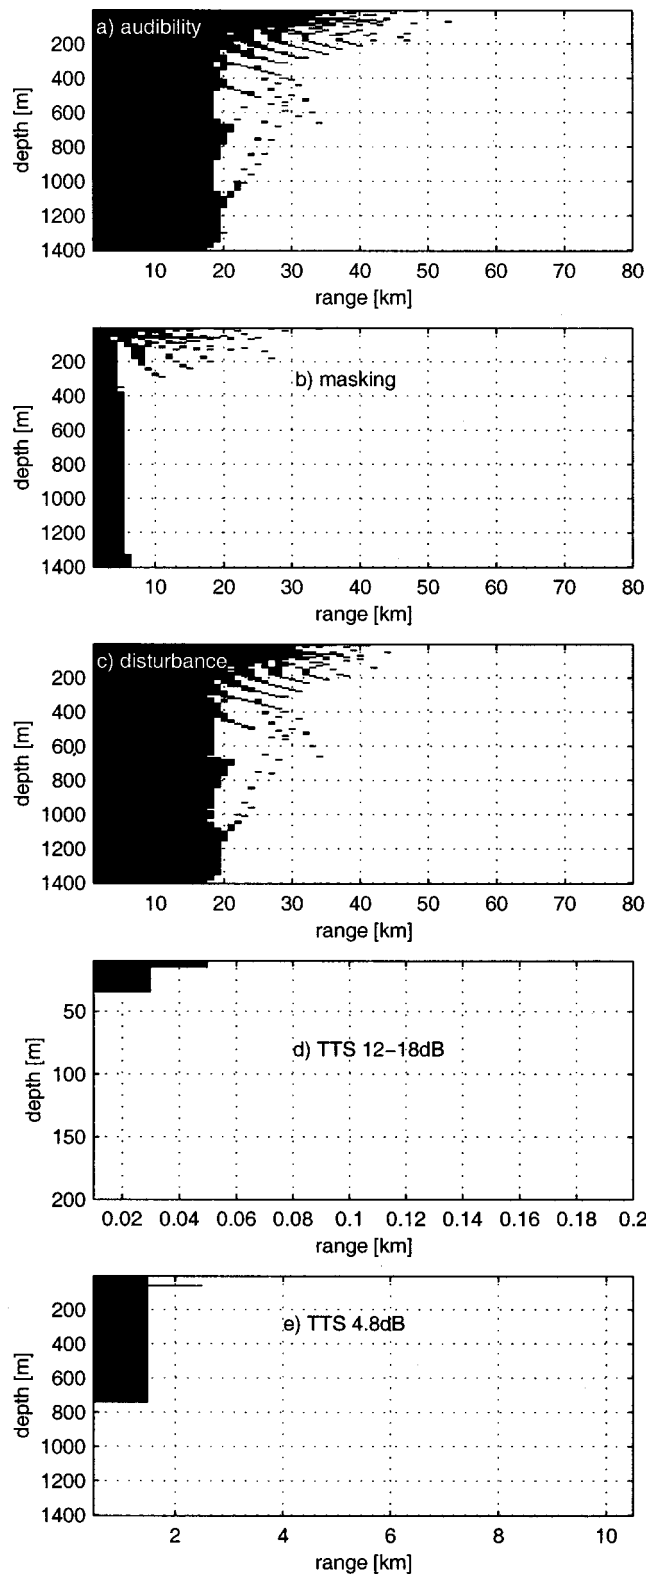 a) audibility
200
400
600
800
1000
1200
1400
depth [m]
10 20 30 40 50 60 70 80
range [km]
b) masking
200
400
600
800
1000
1200
1400
depth [m]
10 20 30 40 50 60 70 80
range [km]
c) disturbance
200
400
600
800
1000
1200
1400
depth [m]
10 20 30 40 50 60 70 80
range [km]
d) TTS 12–18dB
50
100
150
200
depth [m]
0.02 0.04 0.06 0.08 0.1 0.12 0.14 0.16 0.18 0.2
range [km]
e) TTS 4.8dB
200
400
600
800
1000
1200
1400
depth [m]
2 4 6 8 10
range [km]